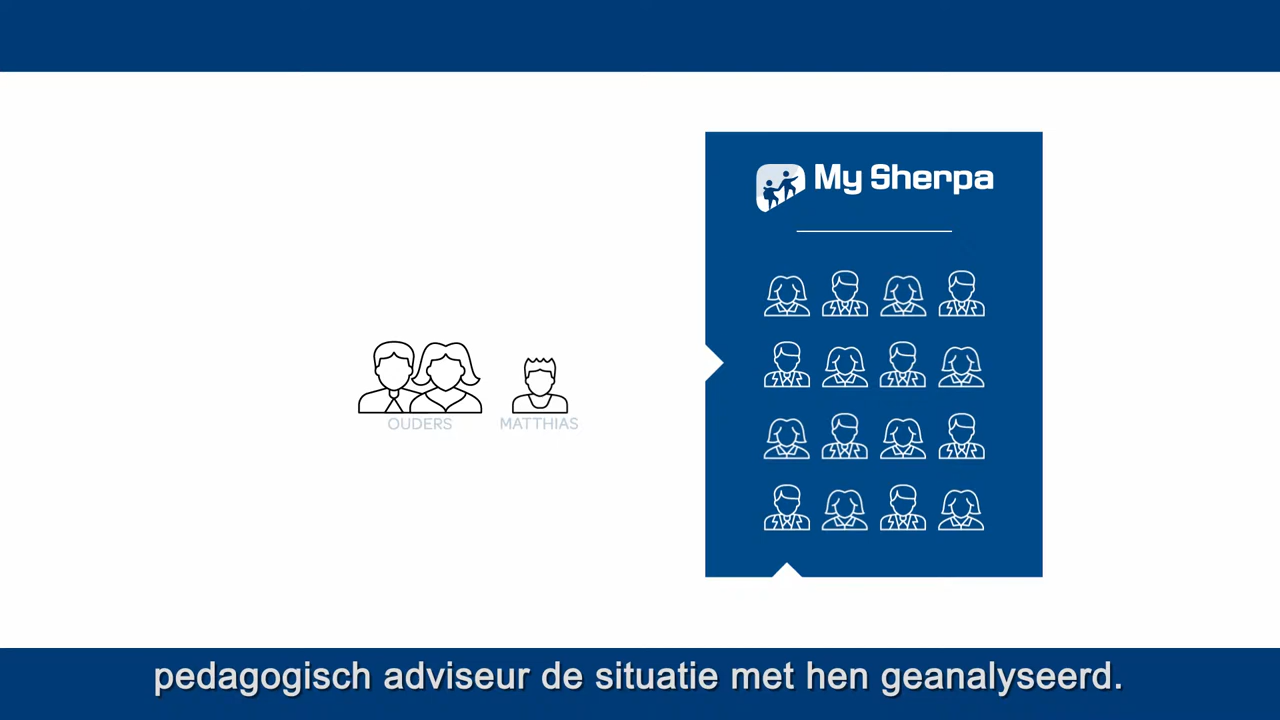 My Sherpa
OUDERS
MATTHIAS
pedagogisch adviseur de situatie met hen geanalyseerd.